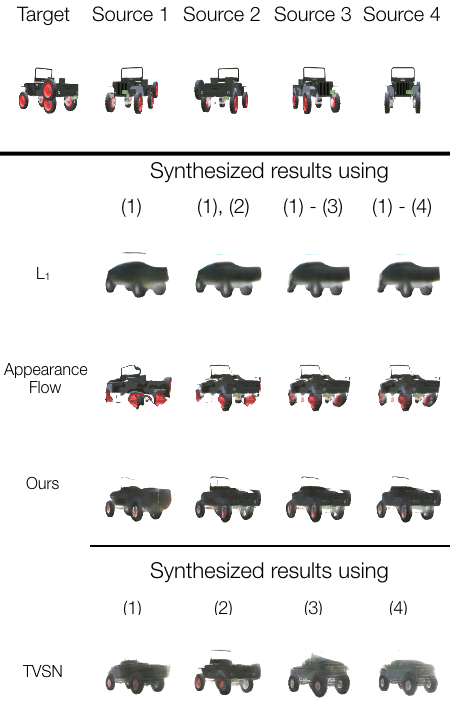 Target Source 1 Source 2 Source 3 Source 4
Synthesized results using
(1) (1), (2) (1) - (3) (1) - (4)
L₁
Appearance
Flow
Ours
Synthesized results using
(1) (2) (3) (4)
TVSN